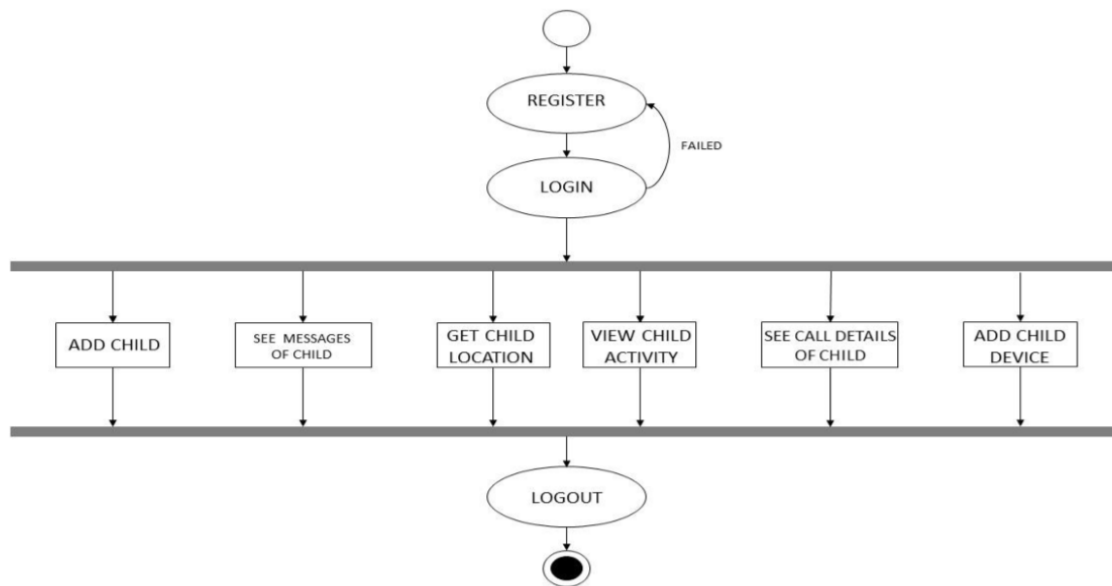 REGISTER
FAILED
LOGIN
ADD CHILD
SEE MESSAGES
OF CHILD
GET CHILD
LOCATION
VIEW CHILD
ACTIVITY
SEE CALL DETAILS
OF CHILD
ADD CHILD
DEVICE
LOGOUT